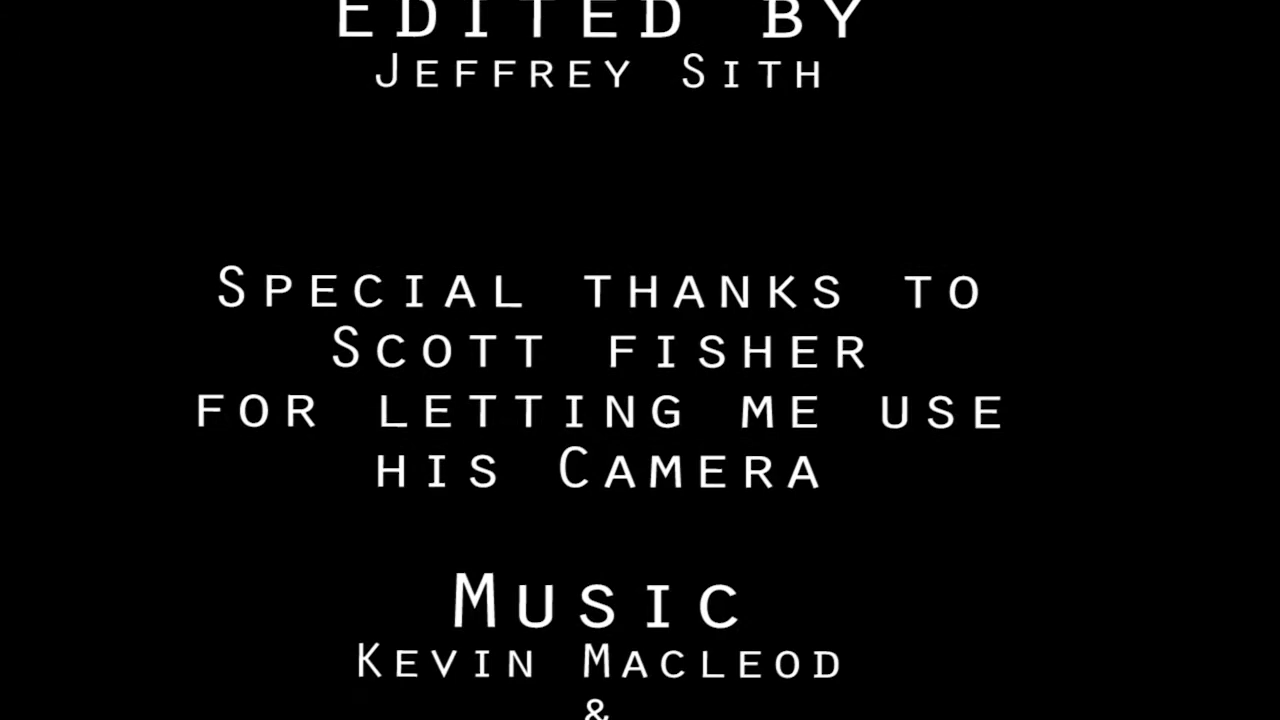 Edited by
Jeffrey Sith
Special thanks to
Scott fisher
for letting me use
his Camera
Music
Kevin Macleod
&